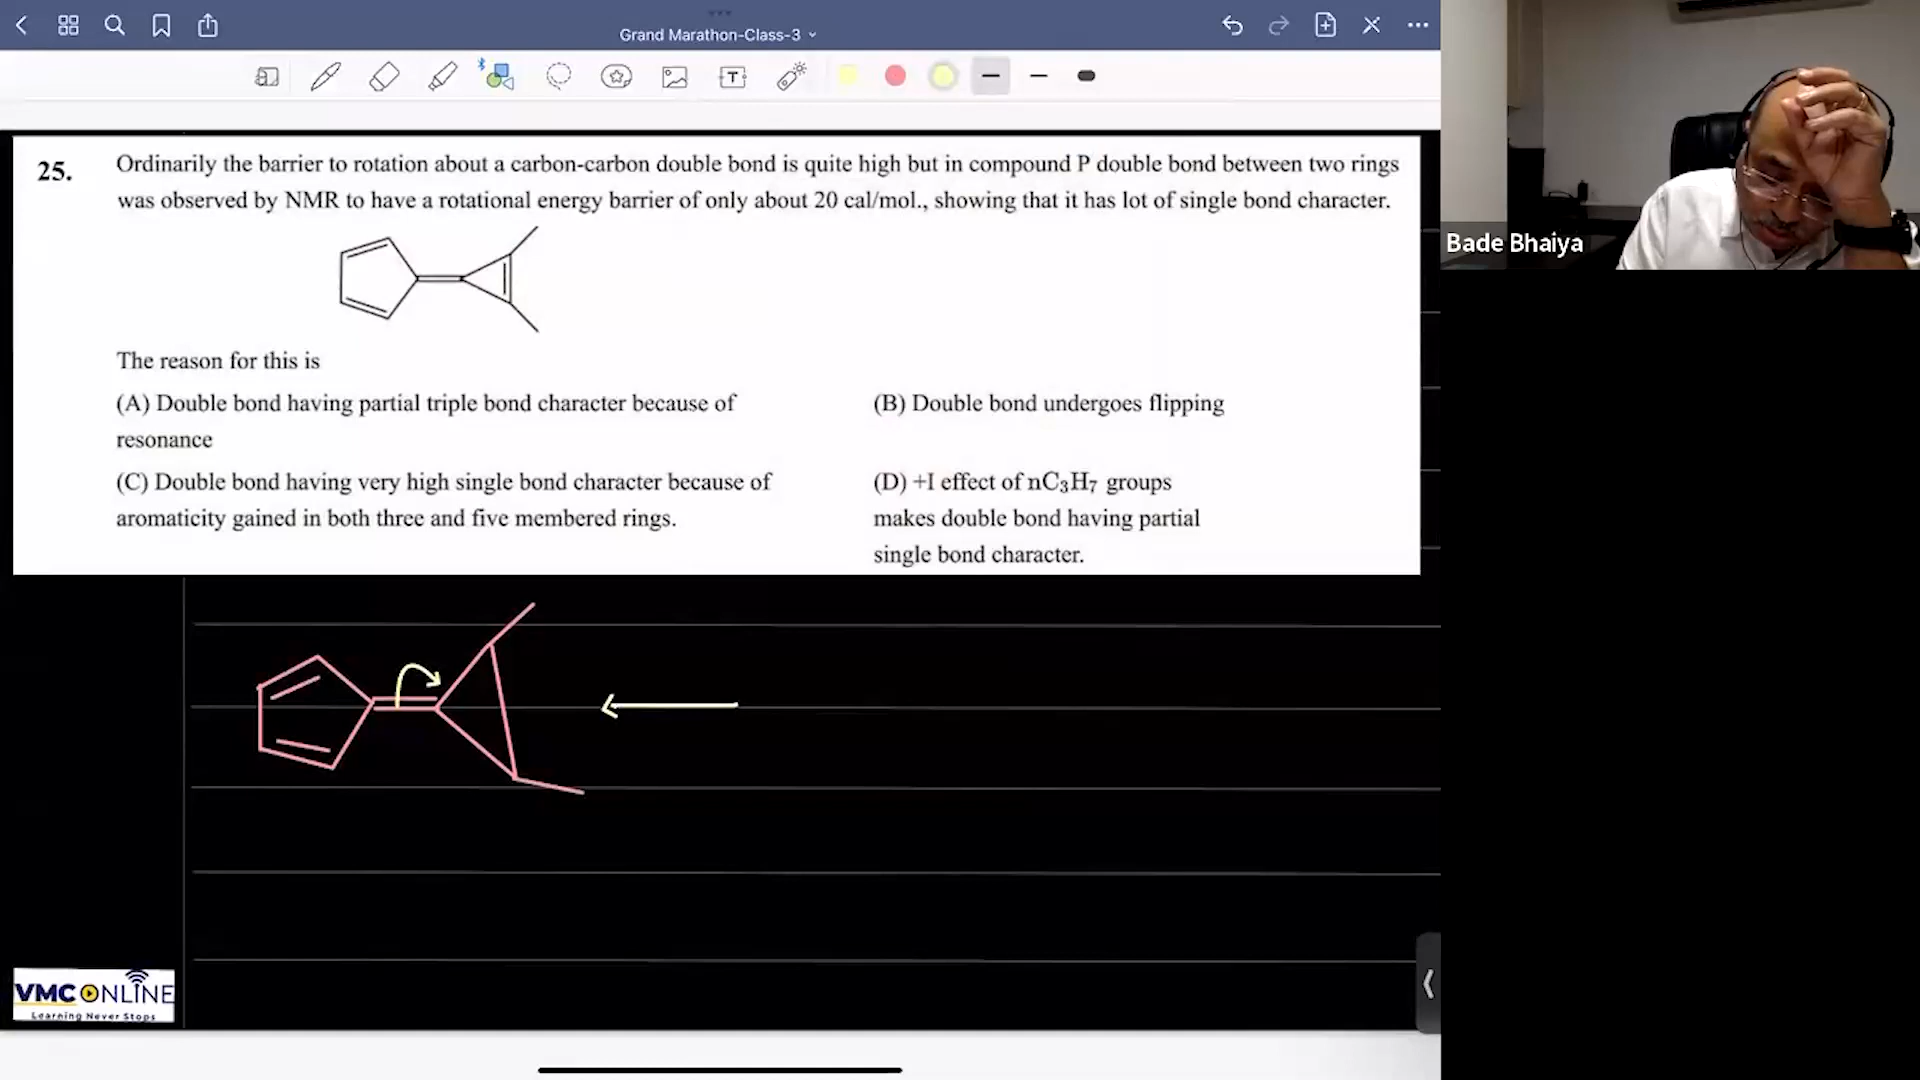 Grand Marathon-Class-3
T
25. Ordinarily the barrier to rotation about a carbon-carbon double bond is quite high but in compound P double bond between two rings
was observed by NMR to have a rotational energy barrier of only about 20 cal/mol., showing that it has lot of single bond character.
The reason for this is
(A) Double bond having partial triple bond character because of
resonance
(B) Double bond undergoes flipping
(C) Double bond having very high single bond character because of
aromaticity gained in both three and five membered rings.
(D) +I effect of nC₃H₇ groups
makes double bond having partial
single bond character.
Bade Bhaiya
VMC ONLINE
Learning Never Stops